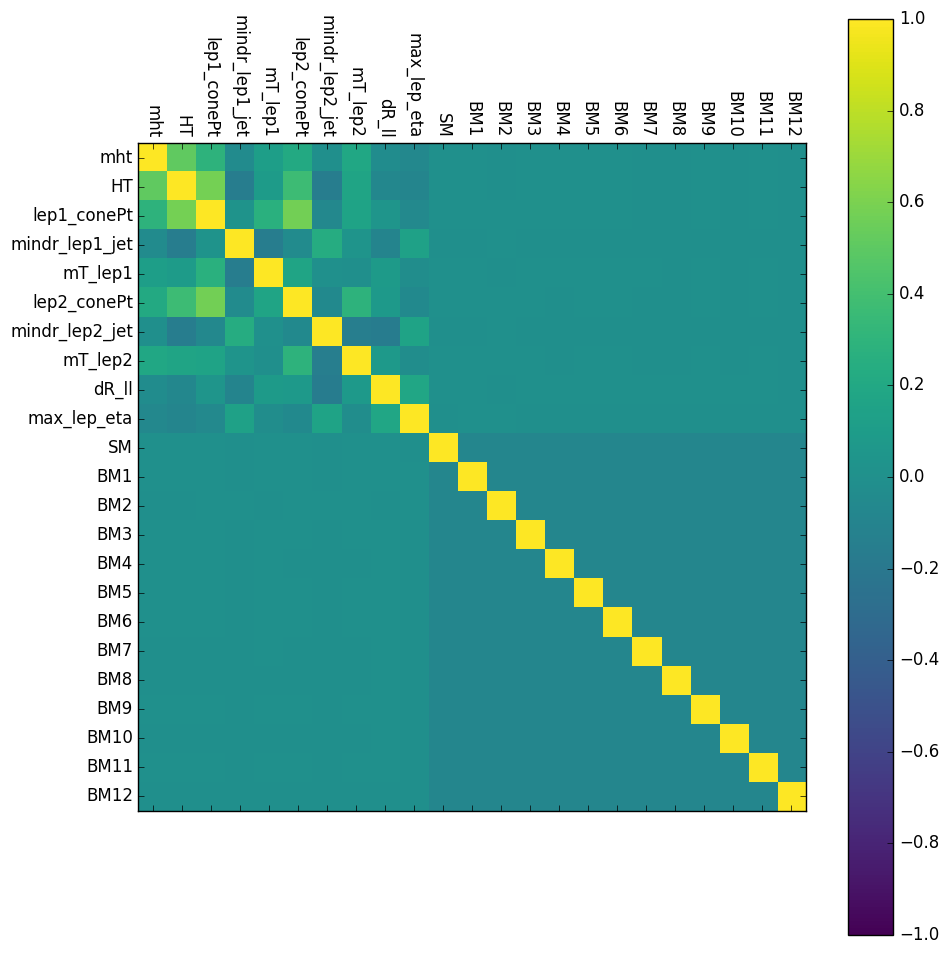 mht
HT
lep1_conePt
mindr_lep1_jet
mT_lep1
lep2_conePt
mindr_lep2_jet
mT_lep2
dR_ll
max_lep_eta
SM
BM1
BM2
BM3
BM4
BM5
BM6
BM7
BM8
BM9
BM10
BM11
BM12
mht
HT
lep1_conePt
mindr_lep1_jet
mT_lep1
lep2_conePt
mindr_lep2_jet
mT_lep2
dR_ll
max_lep_eta
SM
BM1
BM2
BM3
BM4
BM5
BM6
BM7
BM8
BM9
BM10
BM11
BM12
1.0
0.8
0.6
0.4
0.2
0.0
−0.2
−0.4
−0.6
−0.8
−1.0